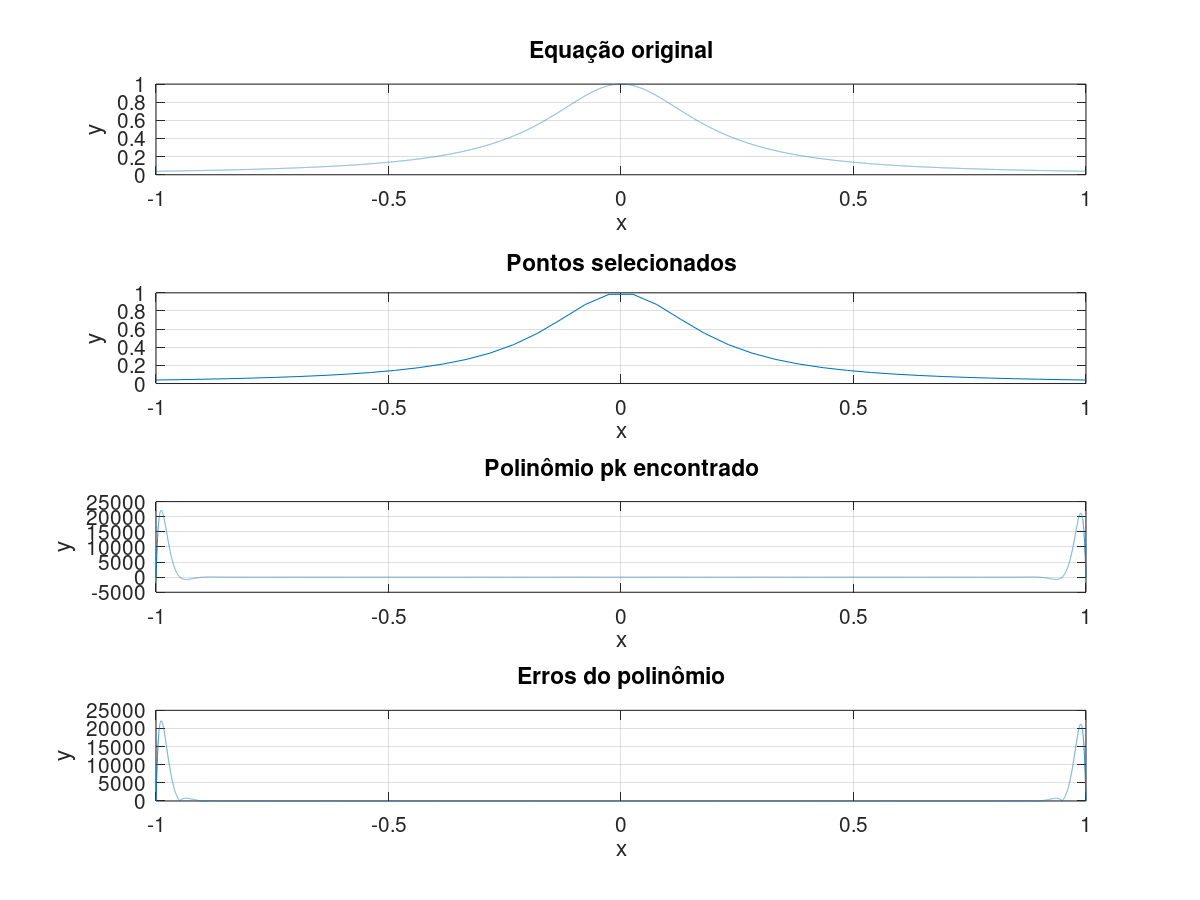 Equação original
1
0.8
0.6
0.4
0.2
0
y
-1 -0.5 0 0.5 1
x
Pontos selecionados
1
0.8
0.6
0.4
0.2
0
y
-1 -0.5 0 0.5 1
x
Polinômio pk encontrado
25000
20000
15000
10000
5000
0
-5000
y
-1 -0.5 0 0.5 1
x
Erros do polinômio
25000
20000
15000
10000
5000
0
y
-1 -0.5 0 0.5 1
x